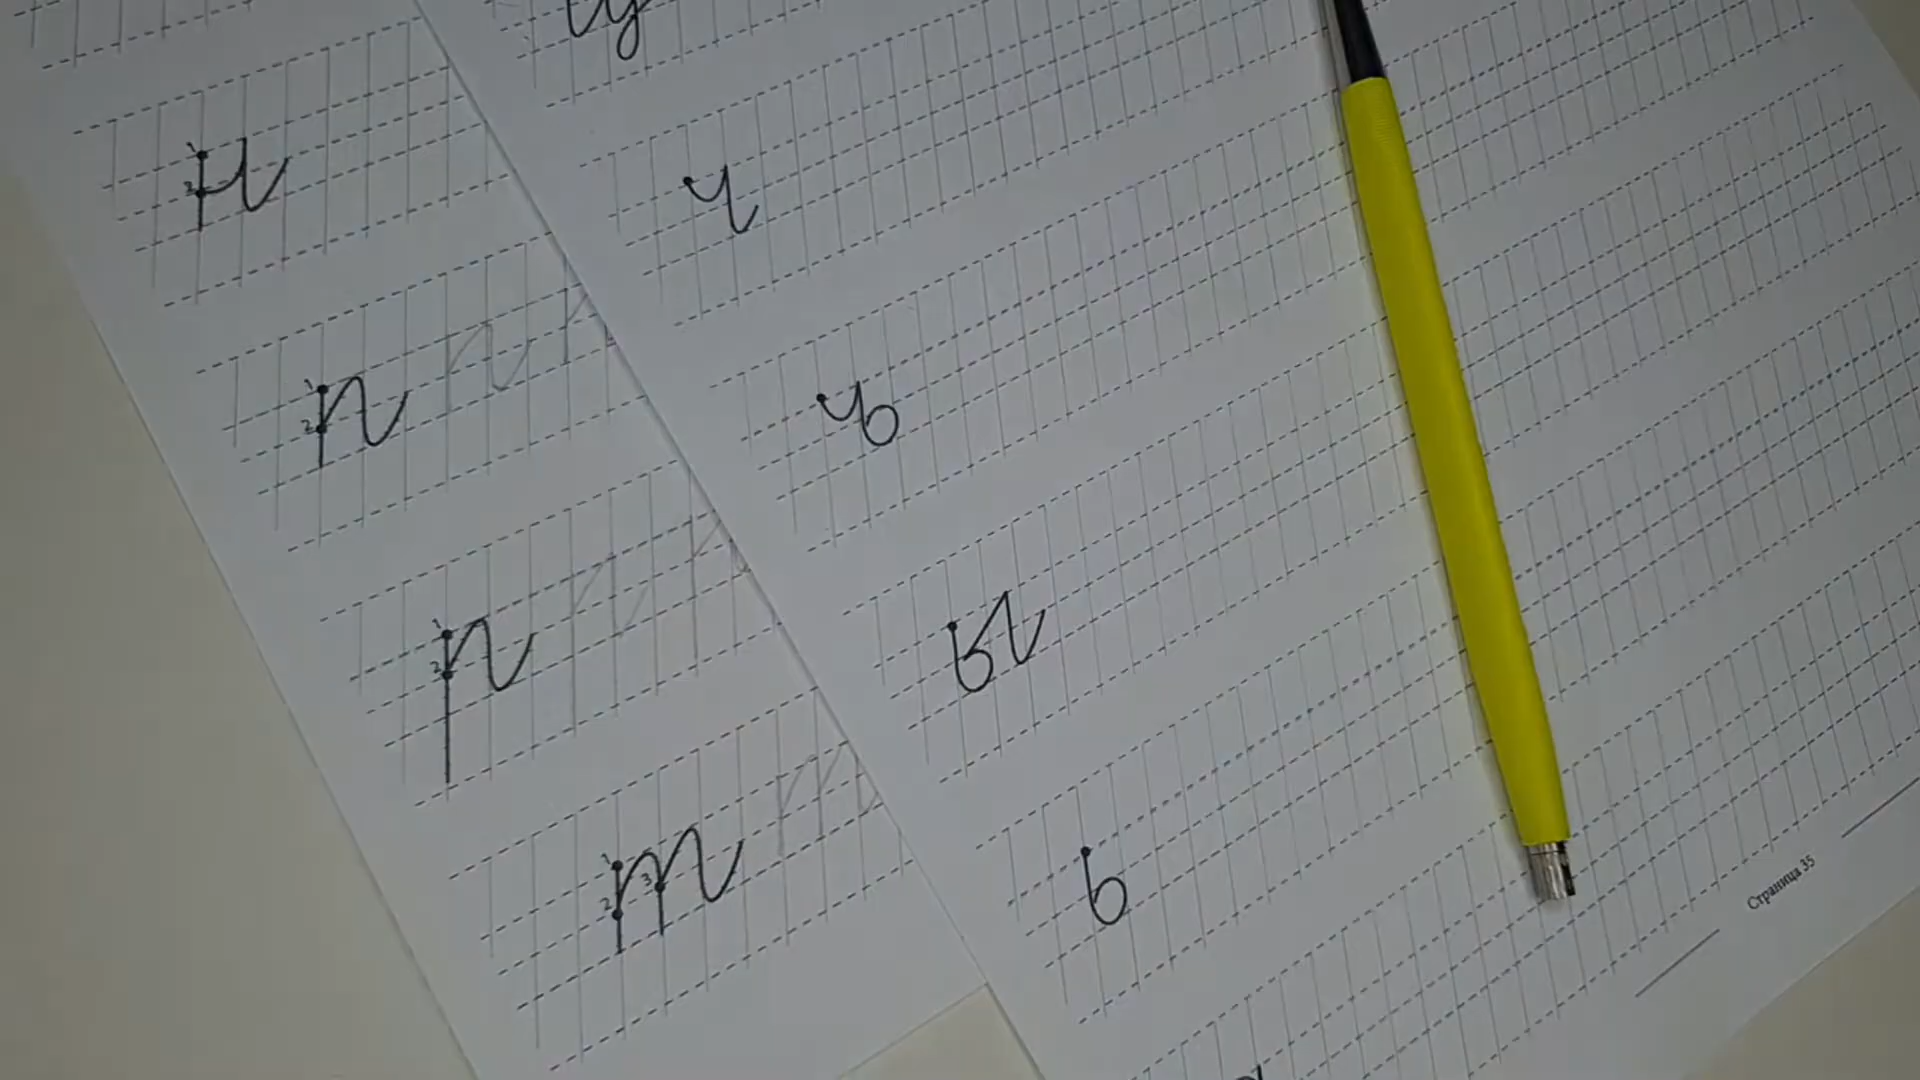 н
п п п
р р р
т т
ц
ч
ъ
ы
ь
Страница 35